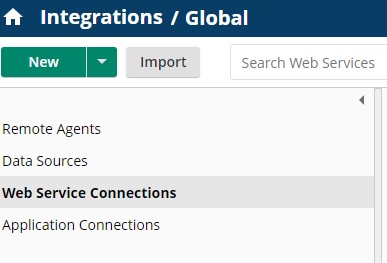 Integrations / Global
New Import Search Web Services
Remote Agents
Data Sources
Web Service Connections
Application Connections